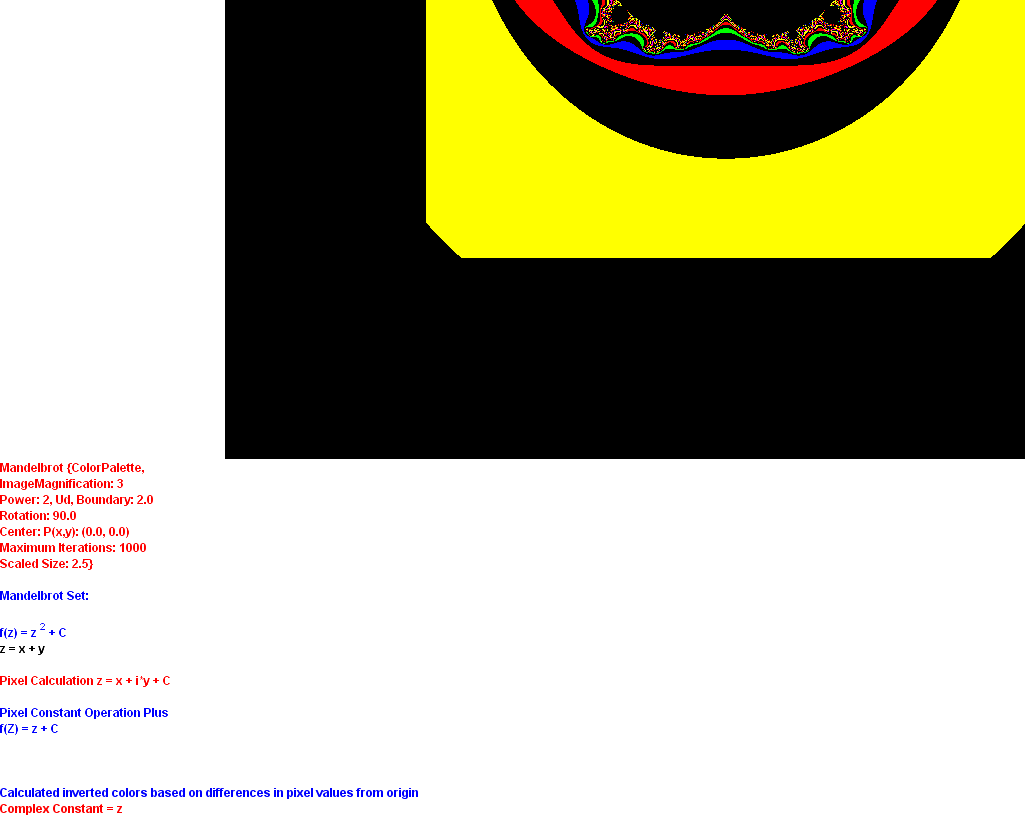 Mandelbrot {ColorPalette,
ImageMagnification: 3
Power: 2, Ud, Boundary: 2.0
Rotation: 90.0
Center: P(x,y): (0.0, 0.0)
Maximum Iterations: 1000
Scaled Size: 2.5}
Mandelbrot Set:
f(z) = z ² + C
z = x + y
Pixel Calculation z = x + i*y + C
Pixel Constant Operation Plus
f(Z) = z + C
Calculated inverted colors based on differences in pixel values from origin
Complex Constant = z